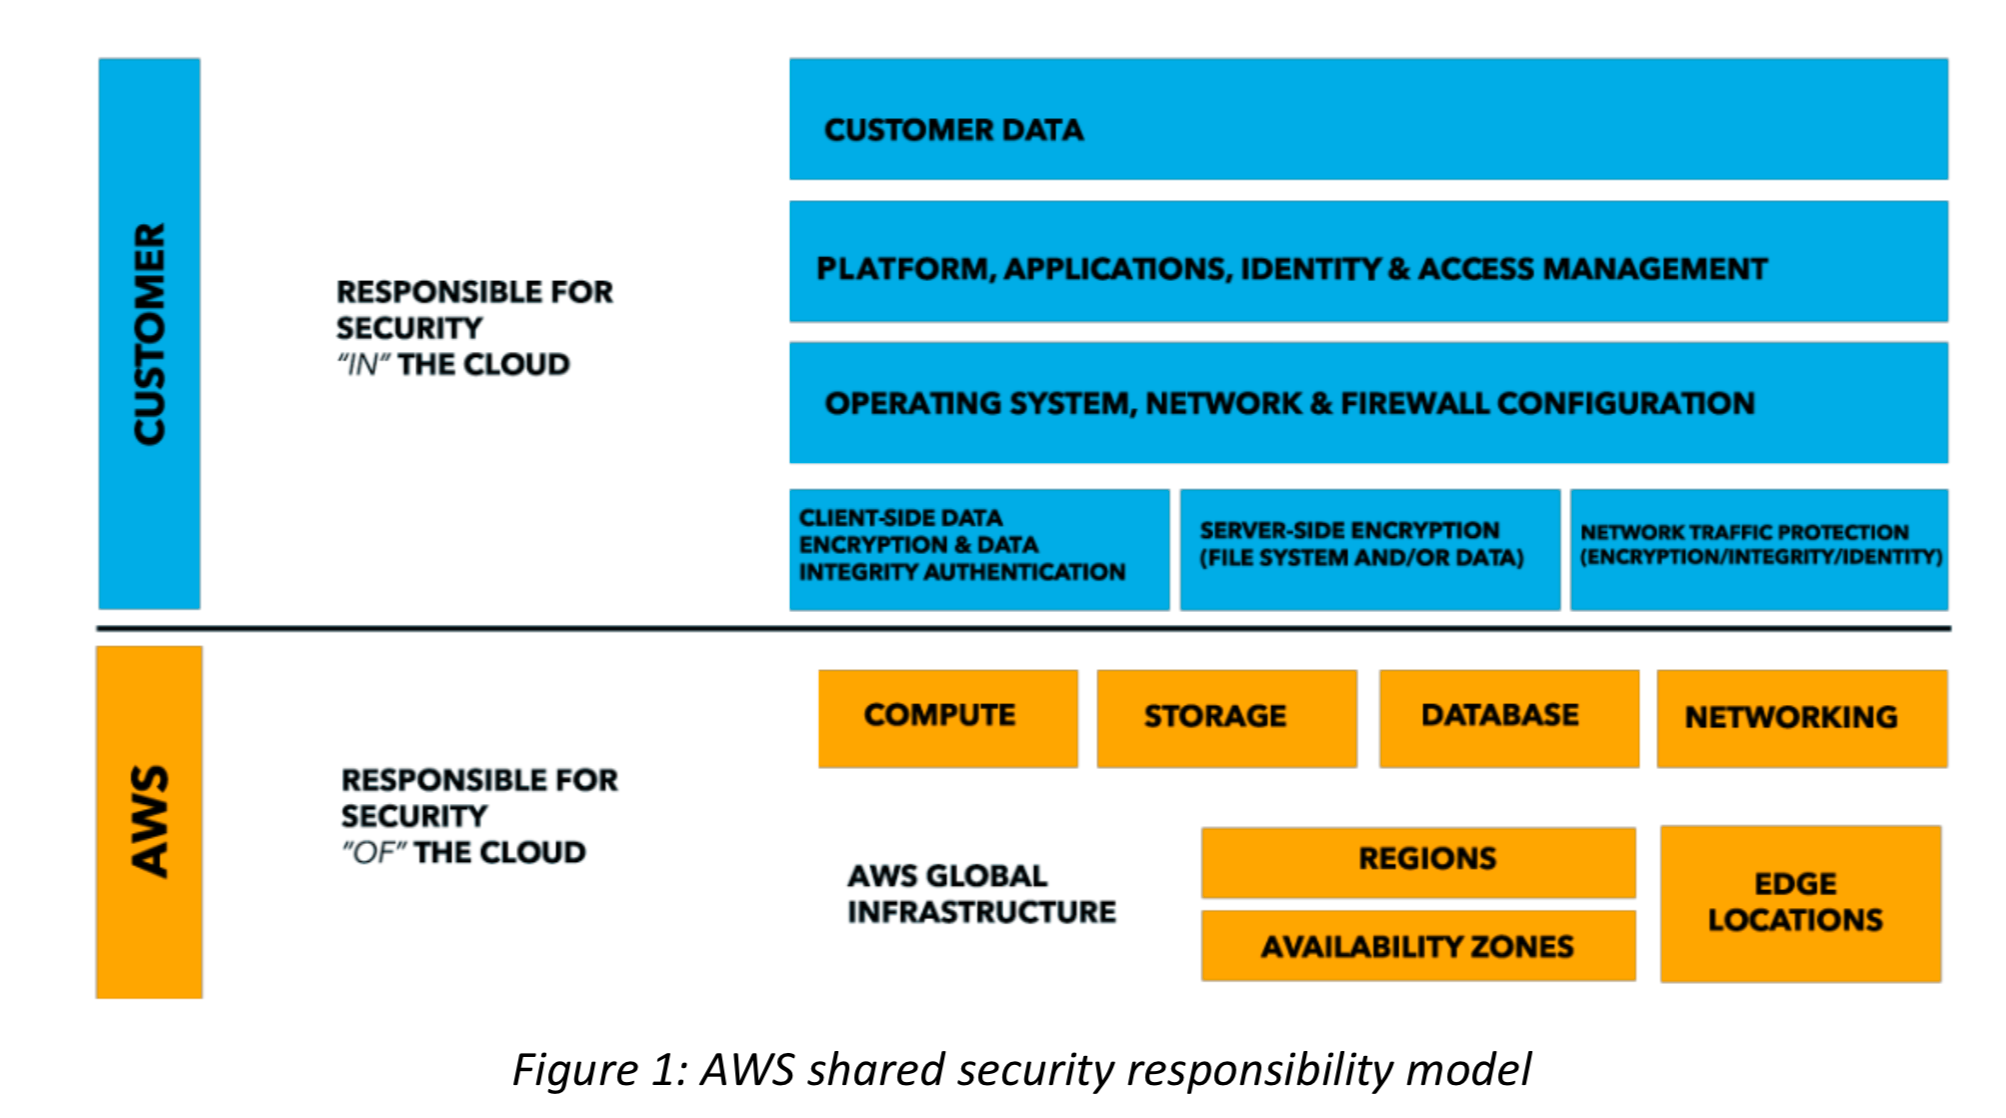 CUSTOMER
RESPONSIBLE FOR
SECURITY
“IN” THE CLOUD
CUSTOMER DATA
PLATFORM, APPLICATIONS, IDENTITY & ACCESS MANAGEMENT
OPERATING SYSTEM, NETWORK & FIREWALL CONFIGURATION
CLIENT-SIDE DATA
ENCRYPTION & DATA
INTEGRITY AUTHENTICATION
SERVER-SIDE ENCRYPTION
(FILE SYSTEM AND/OR DATA)
NETWORK TRAFFIC PROTECTION
(ENCRYPTION/INTEGRITY/IDENTITY)
AWS
RESPONSIBLE FOR
SECURITY
“OF” THE CLOUD
COMPUTE
STORAGE
DATABASE
NETWORKING
AWS GLOBAL
INFRASTRUCTURE
REGIONS
AVAILABILITY ZONES
EDGE
LOCATIONS
Figure 1: AWS shared security responsibility model